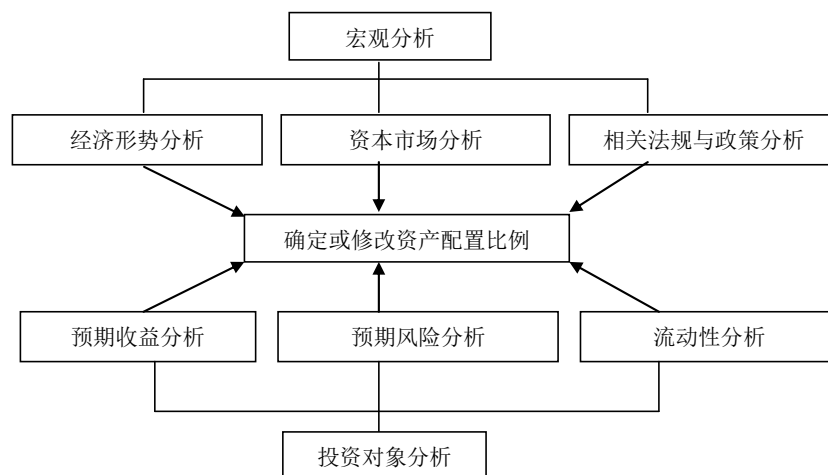 宏观分析
经济形势分析
资本市场分析
相关法规与政策分析
确定或修改资产配置比例
预期收益分析
预期风险分析
流动性分析
投资对象分析